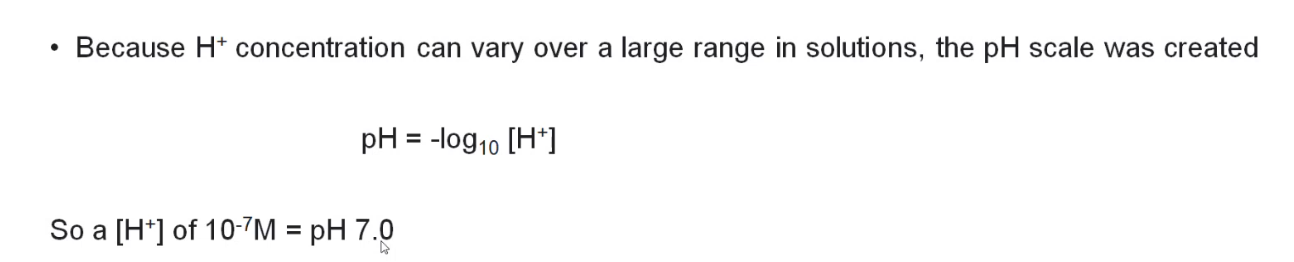 • Because H⁺ concentration can vary over a large range in solutions, the pH scale was created
pH = -log₁₀ [H⁺]
So a [H⁺] of 10⁻⁷M = pH 7.0